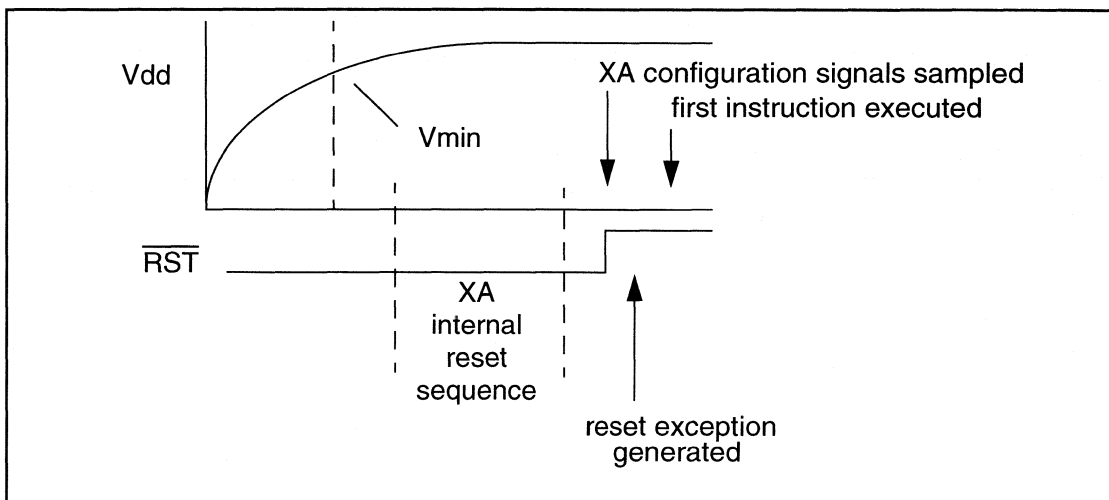 Vdd
XA configuration signals sampled
first instruction executed
Vmin
RST
XA
internal
reset
sequence
reset exception
generated